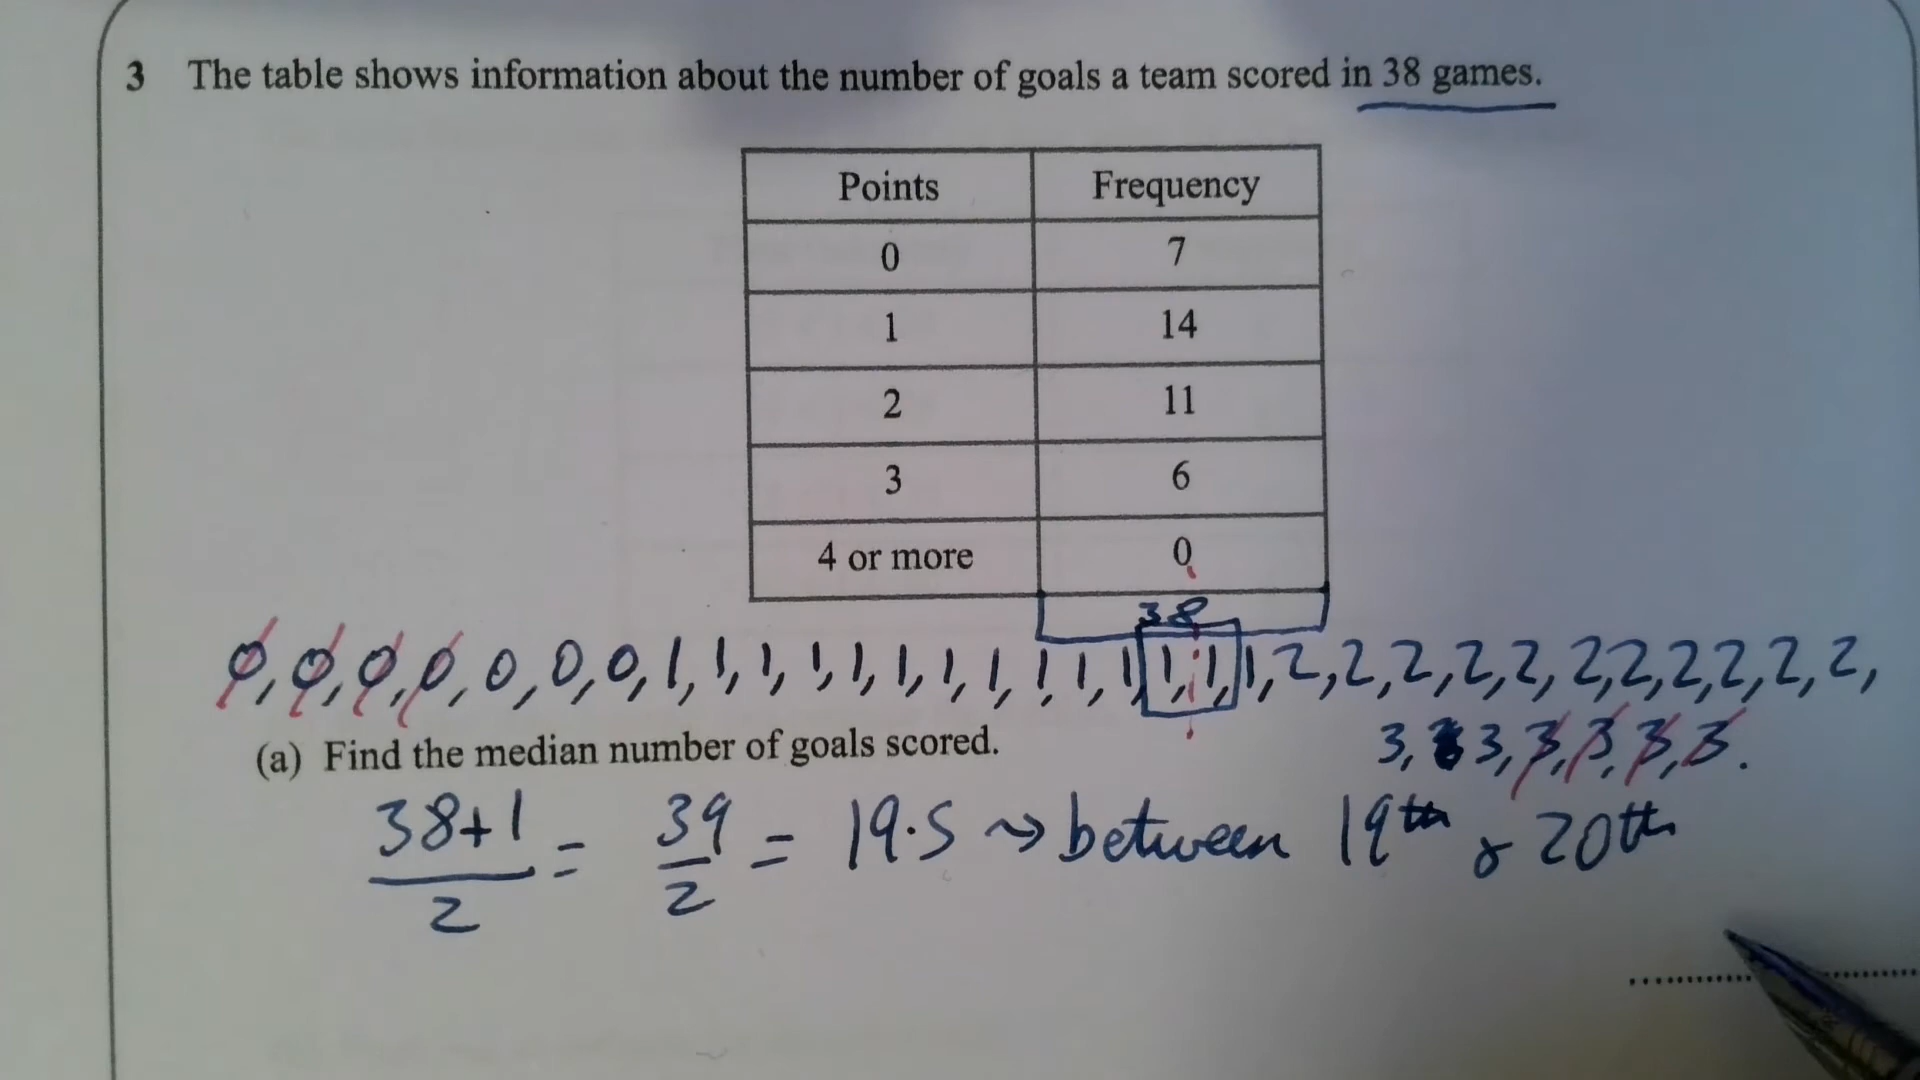 3 The table shows information about the number of goals a team scored in 38 games.
Points Frequency
0 7
1 14
2 11
3 6
4 or more 0
38
0, 0, 0, 0, 0, 0, 0, 1, 1, 1, 1, 1, 1, 1, 1, 1, 1, 1, 1, 1, 1, 2, 2, 2, 2, 2, 2, 2, 2, 2, 2, 2,
3, 3, 3, 3, 3, 3.
(a) Find the median number of goals scored.
38+1/2 = 39/2 = 19.5 ⇝ between 19th & 20th